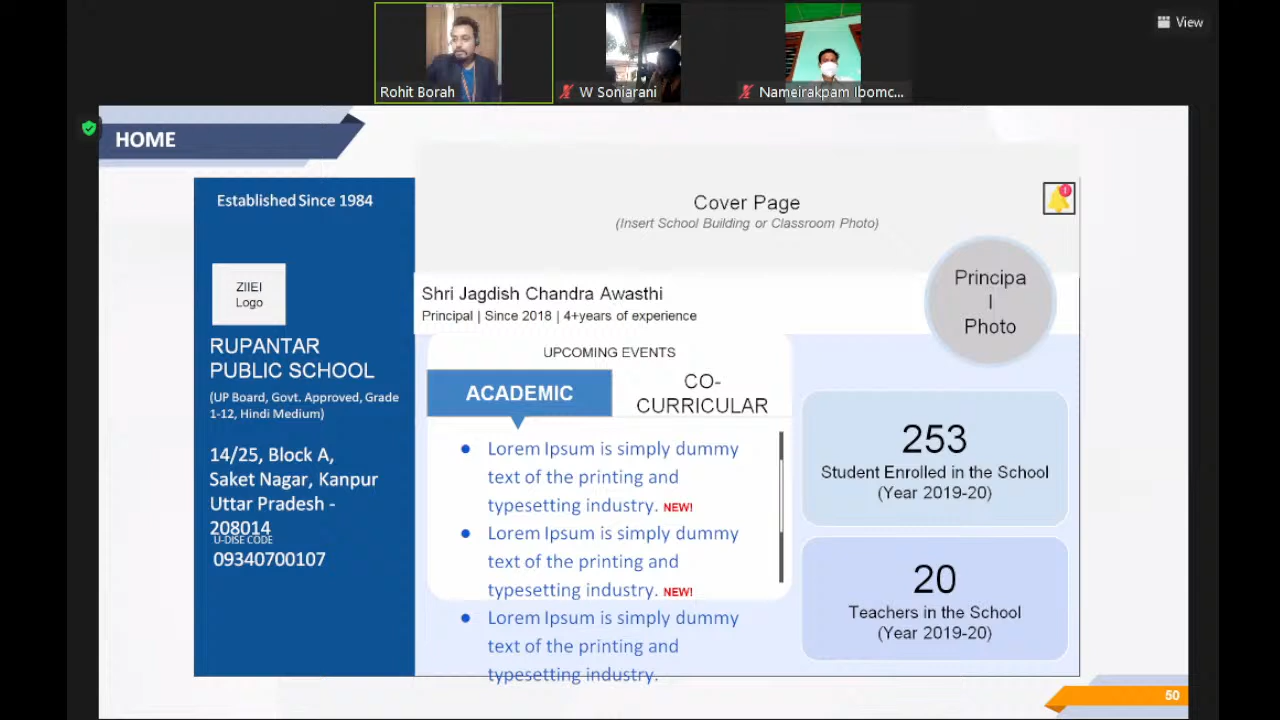 View
Rohit Borah
W Soniarani
Nameirakpam Ibomc...
HOME
Established Since 1984
ZIIEI
Logo
RUPANTAR
PUBLIC SCHOOL
(UP Board, Govt. Approved, Grade
1-12, Hindi Medium)
14/25, Block A,
Saket Nagar, Kanpur
Uttar Pradesh -
208014
U-DISE CODE
09340700107
Cover Page
(Insert School Building or Classroom Photo)
1
Shri Jagdish Chandra Awasthi
Principal | Since 2018 | 4+years of experience
Principa
l
Photo
UPCOMING EVENTS
ACADEMIC
CO-
CURRICULAR
• Lorem Ipsum is simply dummy
text of the printing and
typesetting industry. NEW!
• Lorem Ipsum is simply dummy
text of the printing and
typesetting industry. NEW!
• Lorem Ipsum is simply dummy
text of the printing and
typesetting industry.
253
Student Enrolled in the School
(Year 2019-20)
20
Teachers in the School
(Year 2019-20)
50